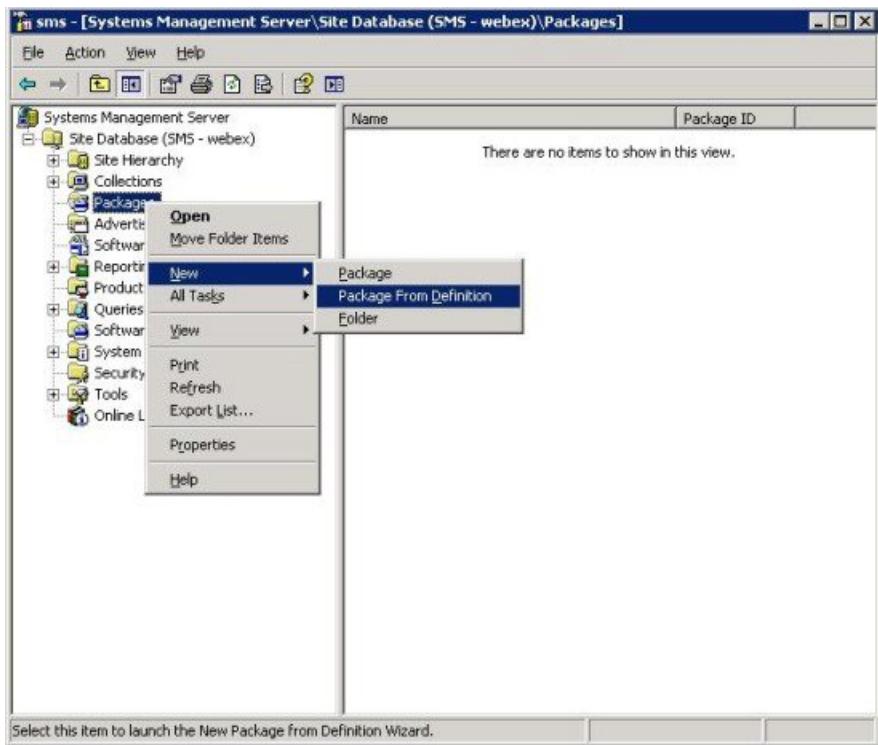 sms - [Systems Management Server\Site Database (SMS - webex)\Packages]
File Action View Help
Name Package ID
There are no items to show in this view.
Systems Management Server
Site Database (SMS - webex)
Site Hierarchy
Collections
Packages
Adverti
Softwar
Reportir
Product
Queries
Softwar
System
Security
Tools
Online L
Open
Move Folder Items
New
All Tasks
View
Print
Refresh
Export List...
Properties
Help
Package
Package From Definition
Folder
Select this item to launch the New Package from Definition Wizard.